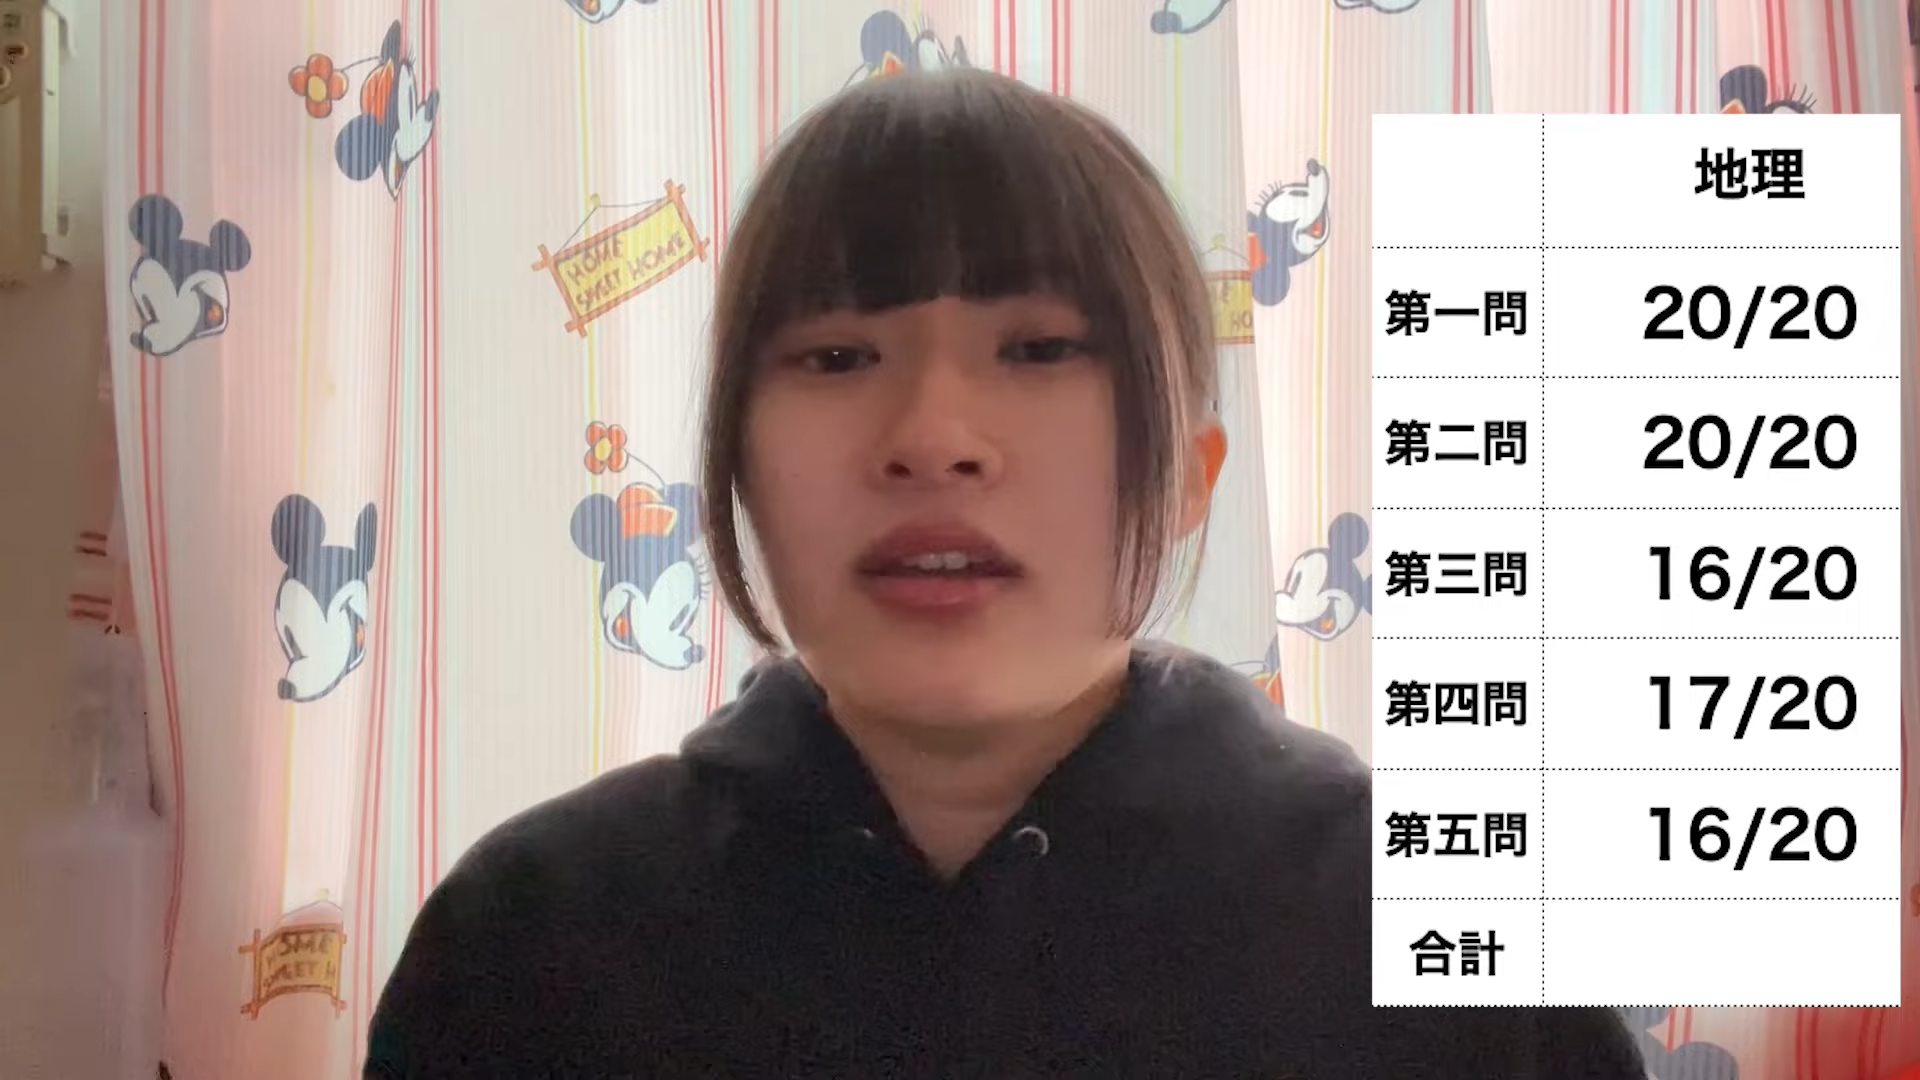 HOME
SWEET HOME
HO
HOME
地理
第一問 20/20
第二問 20/20
第三問 16/20
第四問 17/20
第五問 16/20
合計